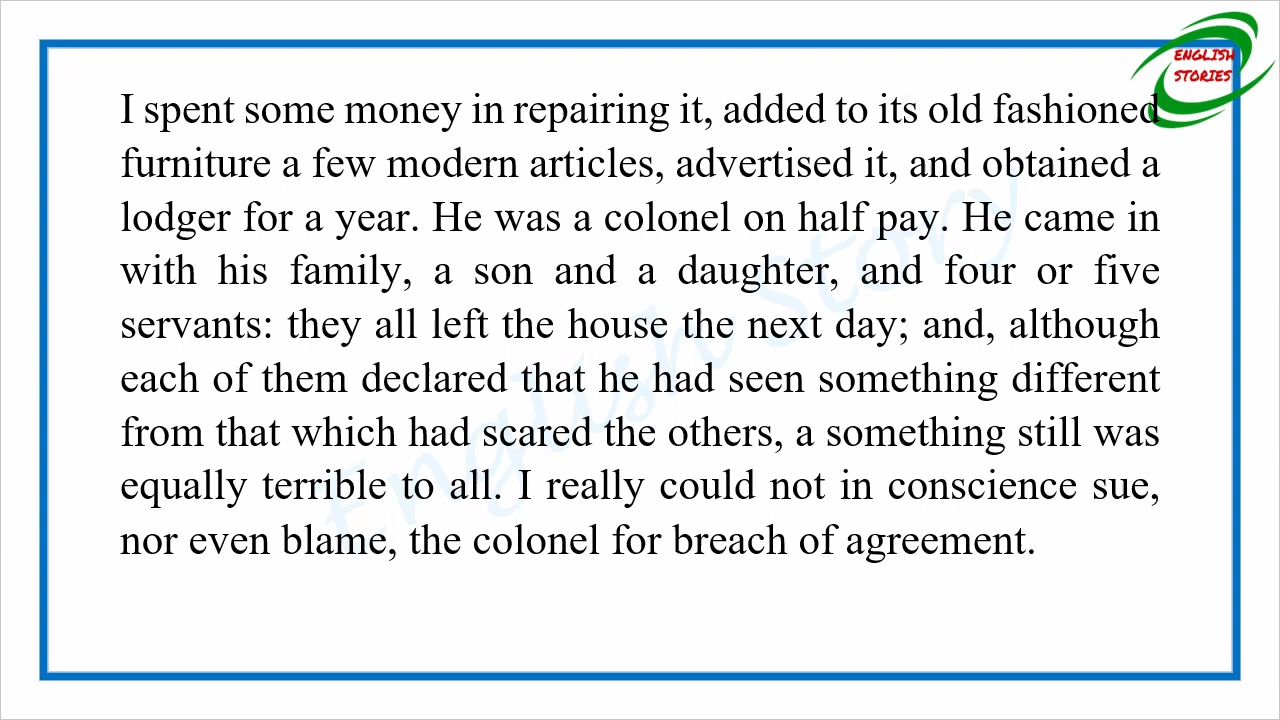 ENGLISH
STORIES
I spent some money in repairing it, added to its old fashioned
furniture a few modern articles, advertised it, and obtained a
lodger for a year. He was a colonel on half pay. He came in
with his family, a son and a daughter, and four or five
servants: they all left the house the next day; and, although
each of them declared that he had seen something different
from that which had scared the others, a something still was
equally terrible to all. I really could not in conscience sue,
nor even blame, the colonel for breach of agreement.
English Story